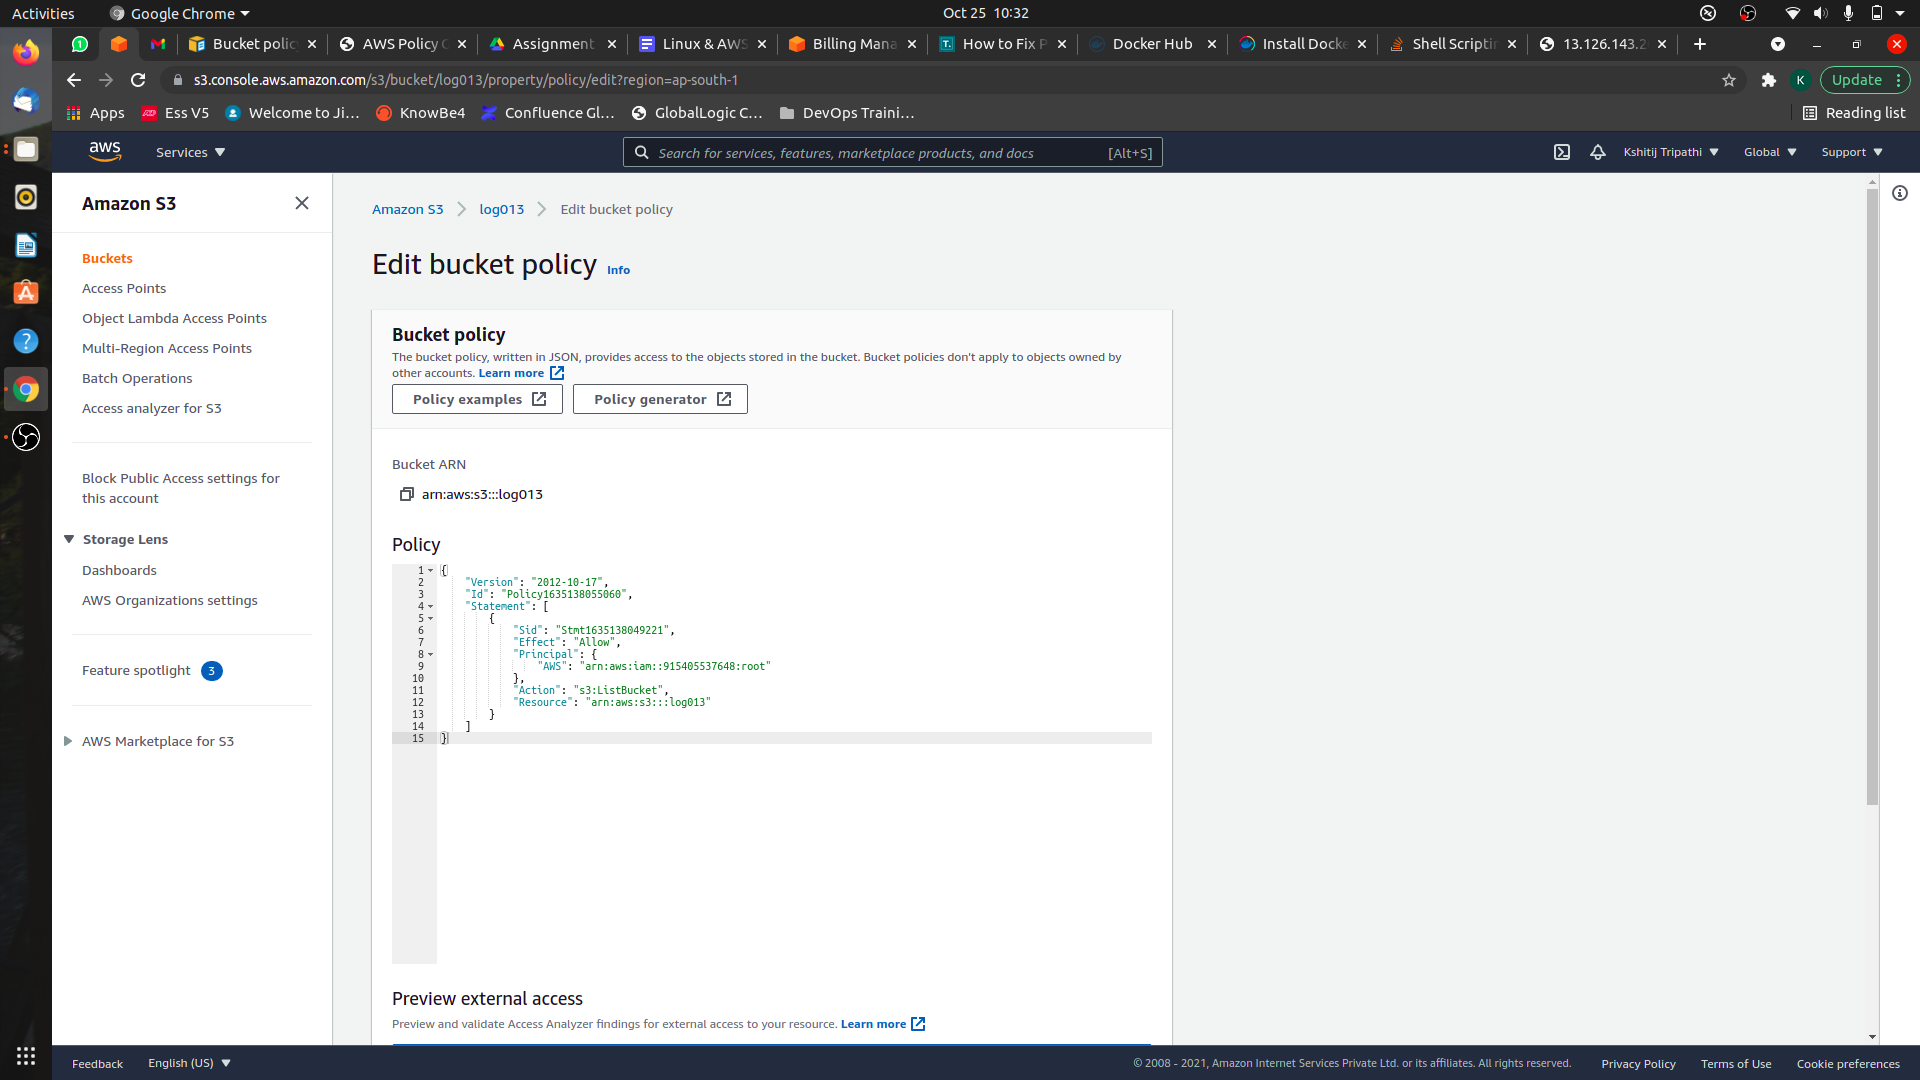 Activities
Google Chrome
Oct 25 10:32
1
Bucket polic
AWS Policy G
Assignment
Linux & AWS
Billing Mana
T.
How to Fix P
Docker Hub
Install Docke
Shell Scriptin
13.126.143.2
s3.console.aws.amazon.com/s3/bucket/log013/property/policy/edit?region=ap-south-1
K
Update
Apps
Ess V5
Welcome to Ji...
KnowBe4
Confluence Gl...
GlobalLogic C...
DevOps Traini...
Reading list
aws
Services
Search for services, features, marketplace products, and docs
[Alt+S]
Kshitij Tripathi
Global
Support
Amazon S3
Buckets
Access Points
Object Lambda Access Points
Multi-Region Access Points
Batch Operations
Access analyzer for S3
Block Public Access settings for
this account
Storage Lens
Dashboards
AWS Organizations settings
Feature spotlight 3
AWS Marketplace for S3
Amazon S3
log013
Edit bucket policy
Edit bucket policy Info
Bucket policy
The bucket policy, written in JSON, provides access to the objects stored in the bucket. Bucket policies don't apply to objects owned by
other accounts. Learn more
Policy examples
Policy generator
Bucket ARN
arn:aws:s3:::log013
Policy
1 {
2 "Version": "2012-10-17",
3 "Id": "Policy1635138055060",
4 "Statement": [
5 {
6 "Sid": "Stmt1635138049221",
7 "Effect": "Allow",
8 "Principal": {
9 "AWS": "arn:aws:iam::915405537648:root"
10 },
11 "Action": "s3:ListBucket",
12 "Resource": "arn:aws:s3:::log013"
13 }
14 ]
15 }
Preview external access
Preview and validate Access Analyzer findings for external access to your resource. Learn more
Feedback
English (US)
© 2008 - 2021, Amazon Internet Services Private Ltd. or its affiliates. All rights reserved.
Privacy Policy
Terms of Use
Cookie preferences